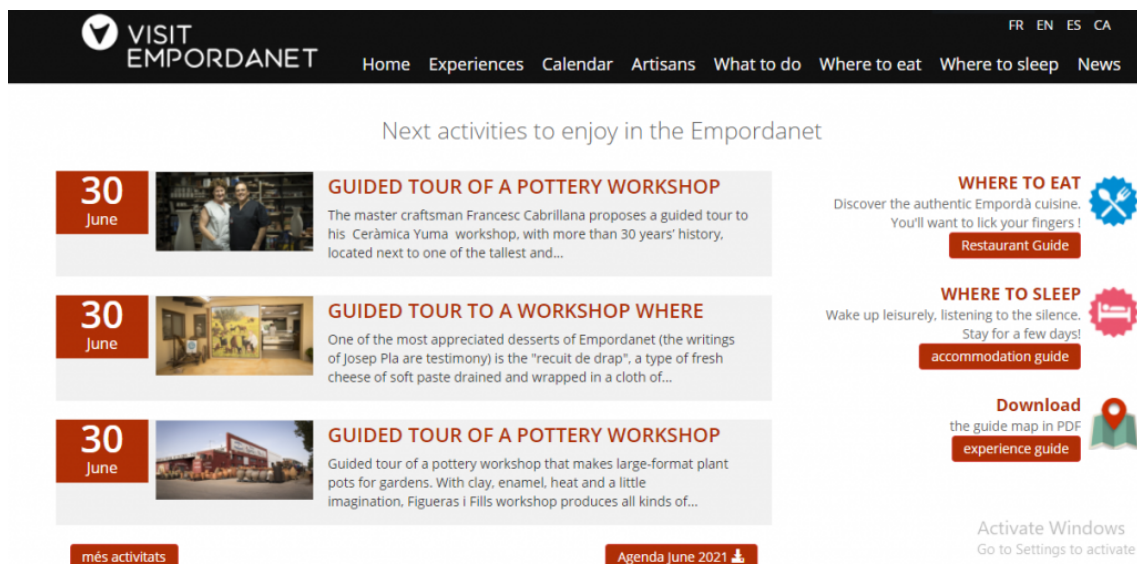 VISIT
EMPORDANET
FR EN ES CA
Home Experiences Calendar Artisans What to do Where to eat Where to sleep News
Next activities to enjoy in the Empordanet
30
June
GUIDED TOUR OF A POTTERY WORKSHOP
The master craftsman Francesc Cabrillana proposes a guided tour to
his Ceràmica Yuma workshop, with more than 30 years' history,
located next to one of the tallest and...
30
June
GUIDED TOUR TO A WORKSHOP WHERE
One of the most appreciated desserts of Empordanet (the writings
of Josep Pla are testimony) is the "recuit de drap", a type of fresh
cheese of soft paste drained and wrapped in a cloth of...
30
June
GUIDED TOUR OF A POTTERY WORKSHOP
Guided tour of a pottery workshop that makes large-format plant
pots for gardens. With clay, enamel, heat and a little
imagination, Figueras i Fills workshop produces all kinds of...
més activitats
Agenda June 2021
WHERE TO EAT
Discover the authentic Empordà cuisine.
You'll want to lick your fingers !
Restaurant Guide
WHERE TO SLEEP
Wake up leisurely, listening to the silence.
Stay for a few days!
accommodation guide
Download
the guide map in PDF
experience guide
Activate Windows
Go to Settings to activate